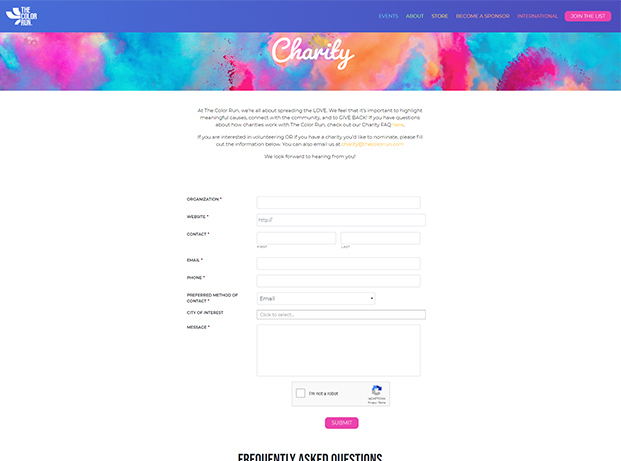 THE
COLOR
RUN.
EVENTS ABOUT STORE BECOME A SPONSOR INTERNATIONAL JOIN THE LIST
Charity
At The Color Run, we're all about spreading the LOVE. We feel that it's important to highlight
meaningful causes, connect with the community, and to GIVE BACK! If you have questions
about how charities work with The Color Run, check out our Charity FAQ here.
If you are interested in volunteering OR if you have a charity you'd like to nominate, please fill
out the information below. You can also email us at charity@thecolorrun.com
We look forward to hearing from you!
ORGANIZATION *
WEBSITE * http://
CONTACT *
FIRST LAST
EMAIL *
PHONE *
PREFERRED METHOD OF
CONTACT * Email
CITY OF INTEREST Click to select...
MESSAGE *
I'm not a robot
reCAPTCHA
Privacy - Terms
SUBMIT
FREQUENTLY ASKED QUESTIONS